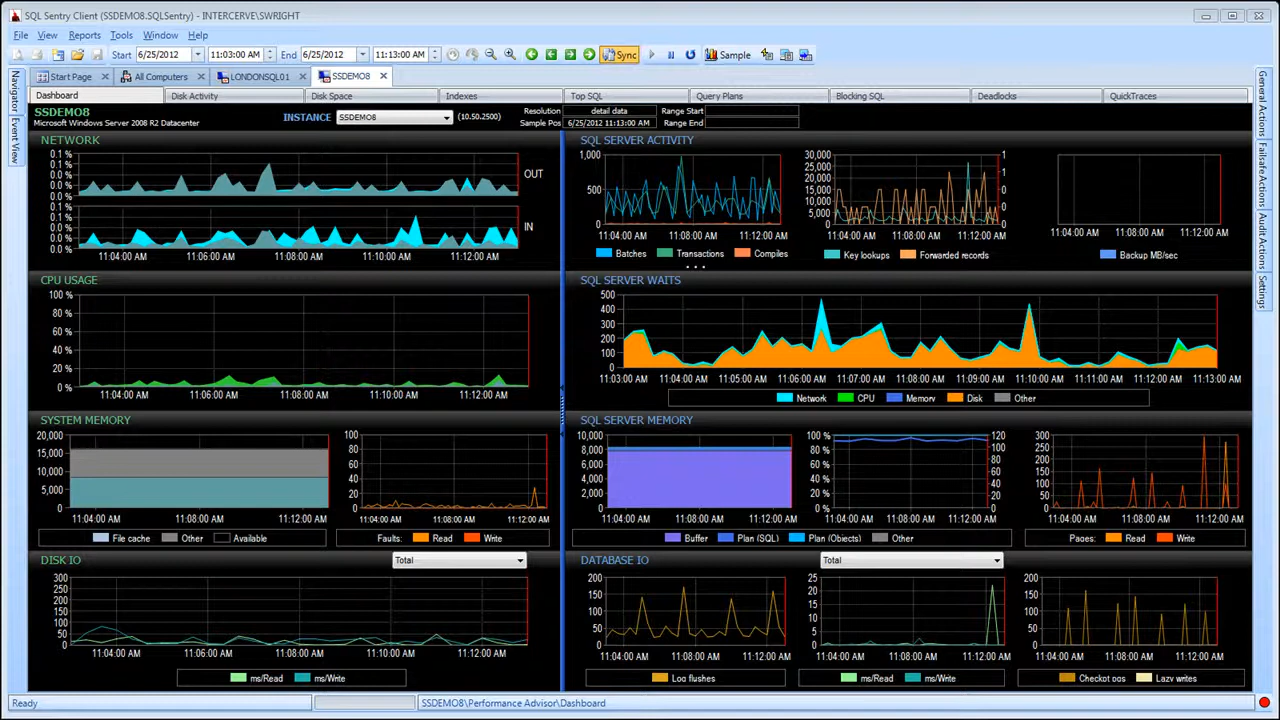 SQL Sentry Client (SSDEMO8.SQLSentry) - INTERCERVE\SWRIGHT
File View Reports Tools Window Help
Start 6/25/2012 11:03:00 AM End 6/25/2012 11:13:00 AM Sync Sample
Start Page All Computers LONDONSQL01 SSDEMO8
Dashboard Disk Activity Disk Space Indexes Top SQL Query Plans Blocking SQL Deadlocks QuickTraces
Navigator
Event View
General Actions
Failsafe Actions
Audit Actions
Settings
SSDEMO8
Microsoft Windows Server 2008 R2 Datacenter
INSTANCE SSDEMO8 (10.50.2500)
Resolution detail data Range Start
Sample Pos 6/25/2012 11:13:00 AM Range End
NETWORK
0.1 %
0.1 %
0.0 %
0.0 %
0.0 %
OUT
0.1 %
0.1 %
0.0 %
0.0 %
0.0 %
IN
11:04:00 AM 11:06:00 AM 11:08:00 AM 11:10:00 AM 11:12:00 AM
SQL SERVER ACTIVITY
1,000
500
0
11:04:00 AM 11:08:00 AM 11:12:00 AM
Batches Transactions Compiles
30,000
25,000
20,000
15,000
10,000
5,000
1
0
0
0
0
11:04:00 AM 11:08:00 AM 11:12:00 AM
Key lookups Forwarded records
11:04:00 AM 11:08:00 AM 11:12:00 AM
Backup MB/sec
CPU USAGE
100 %
80 %
60 %
40 %
20 %
0 %
11:04:00 AM 11:06:00 AM 11:08:00 AM 11:10:00 AM 11:12:00 AM
SQL SERVER WAITS
500
400
300
200
100
0
11:03:00 AM 11:04:00 AM 11:05:00 AM 11:06:00 AM 11:07:00 AM 11:08:00 AM 11:09:00 AM 11:10:00 AM 11:11:00 AM 11:12:00 AM 11:13:00 AM
Network CPU Memory Disk Other
SYSTEM MEMORY
20,000
15,000
10,000
5,000
11:04:00 AM 11:08:00 AM 11:12:00 AM
File cache Other Available
100
80
60
40
20
0
11:04:00 AM 11:08:00 AM 11:12:00 AM
Faults: Read Write
SQL SERVER MEMORY
10,000
8,000
6,000
4,000
2,000
11:04:00 AM 11:08:00 AM 11:12:00 AM
100 %
80 %
60 %
40 %
20 %
0 %
120
100
80
60
40
20
0
11:04:00 AM 11:08:00 AM 11:12:00 AM
Buffer Plan (SQL) Plan (Objects) Other
300
250
200
150
100
50
0
11:04:00 AM 11:08:00 AM 11:12:00 AM
Pages: Read Write
DISK IO Total
300
250
200
150
100
50
0
11:04:00 AM 11:06:00 AM 11:08:00 AM 11:10:00 AM 11:12:00 AM
ms/Read ms/Write
DATABASE IO Total
200
150
100
50
0
11:04:00 AM 11:08:00 AM 11:12:00 AM
Log flushes
25
20
15
10
5
0
11:04:00 AM 11:08:00 AM 11:12:00 AM
ms/Read ms/Write
200
150
100
50
0
11:04:00 AM 11:08:00 AM 11:12:00 AM
Checkpt pgs Lazy writes
Ready SSDEMO8\Performance Advisor\Dashboard